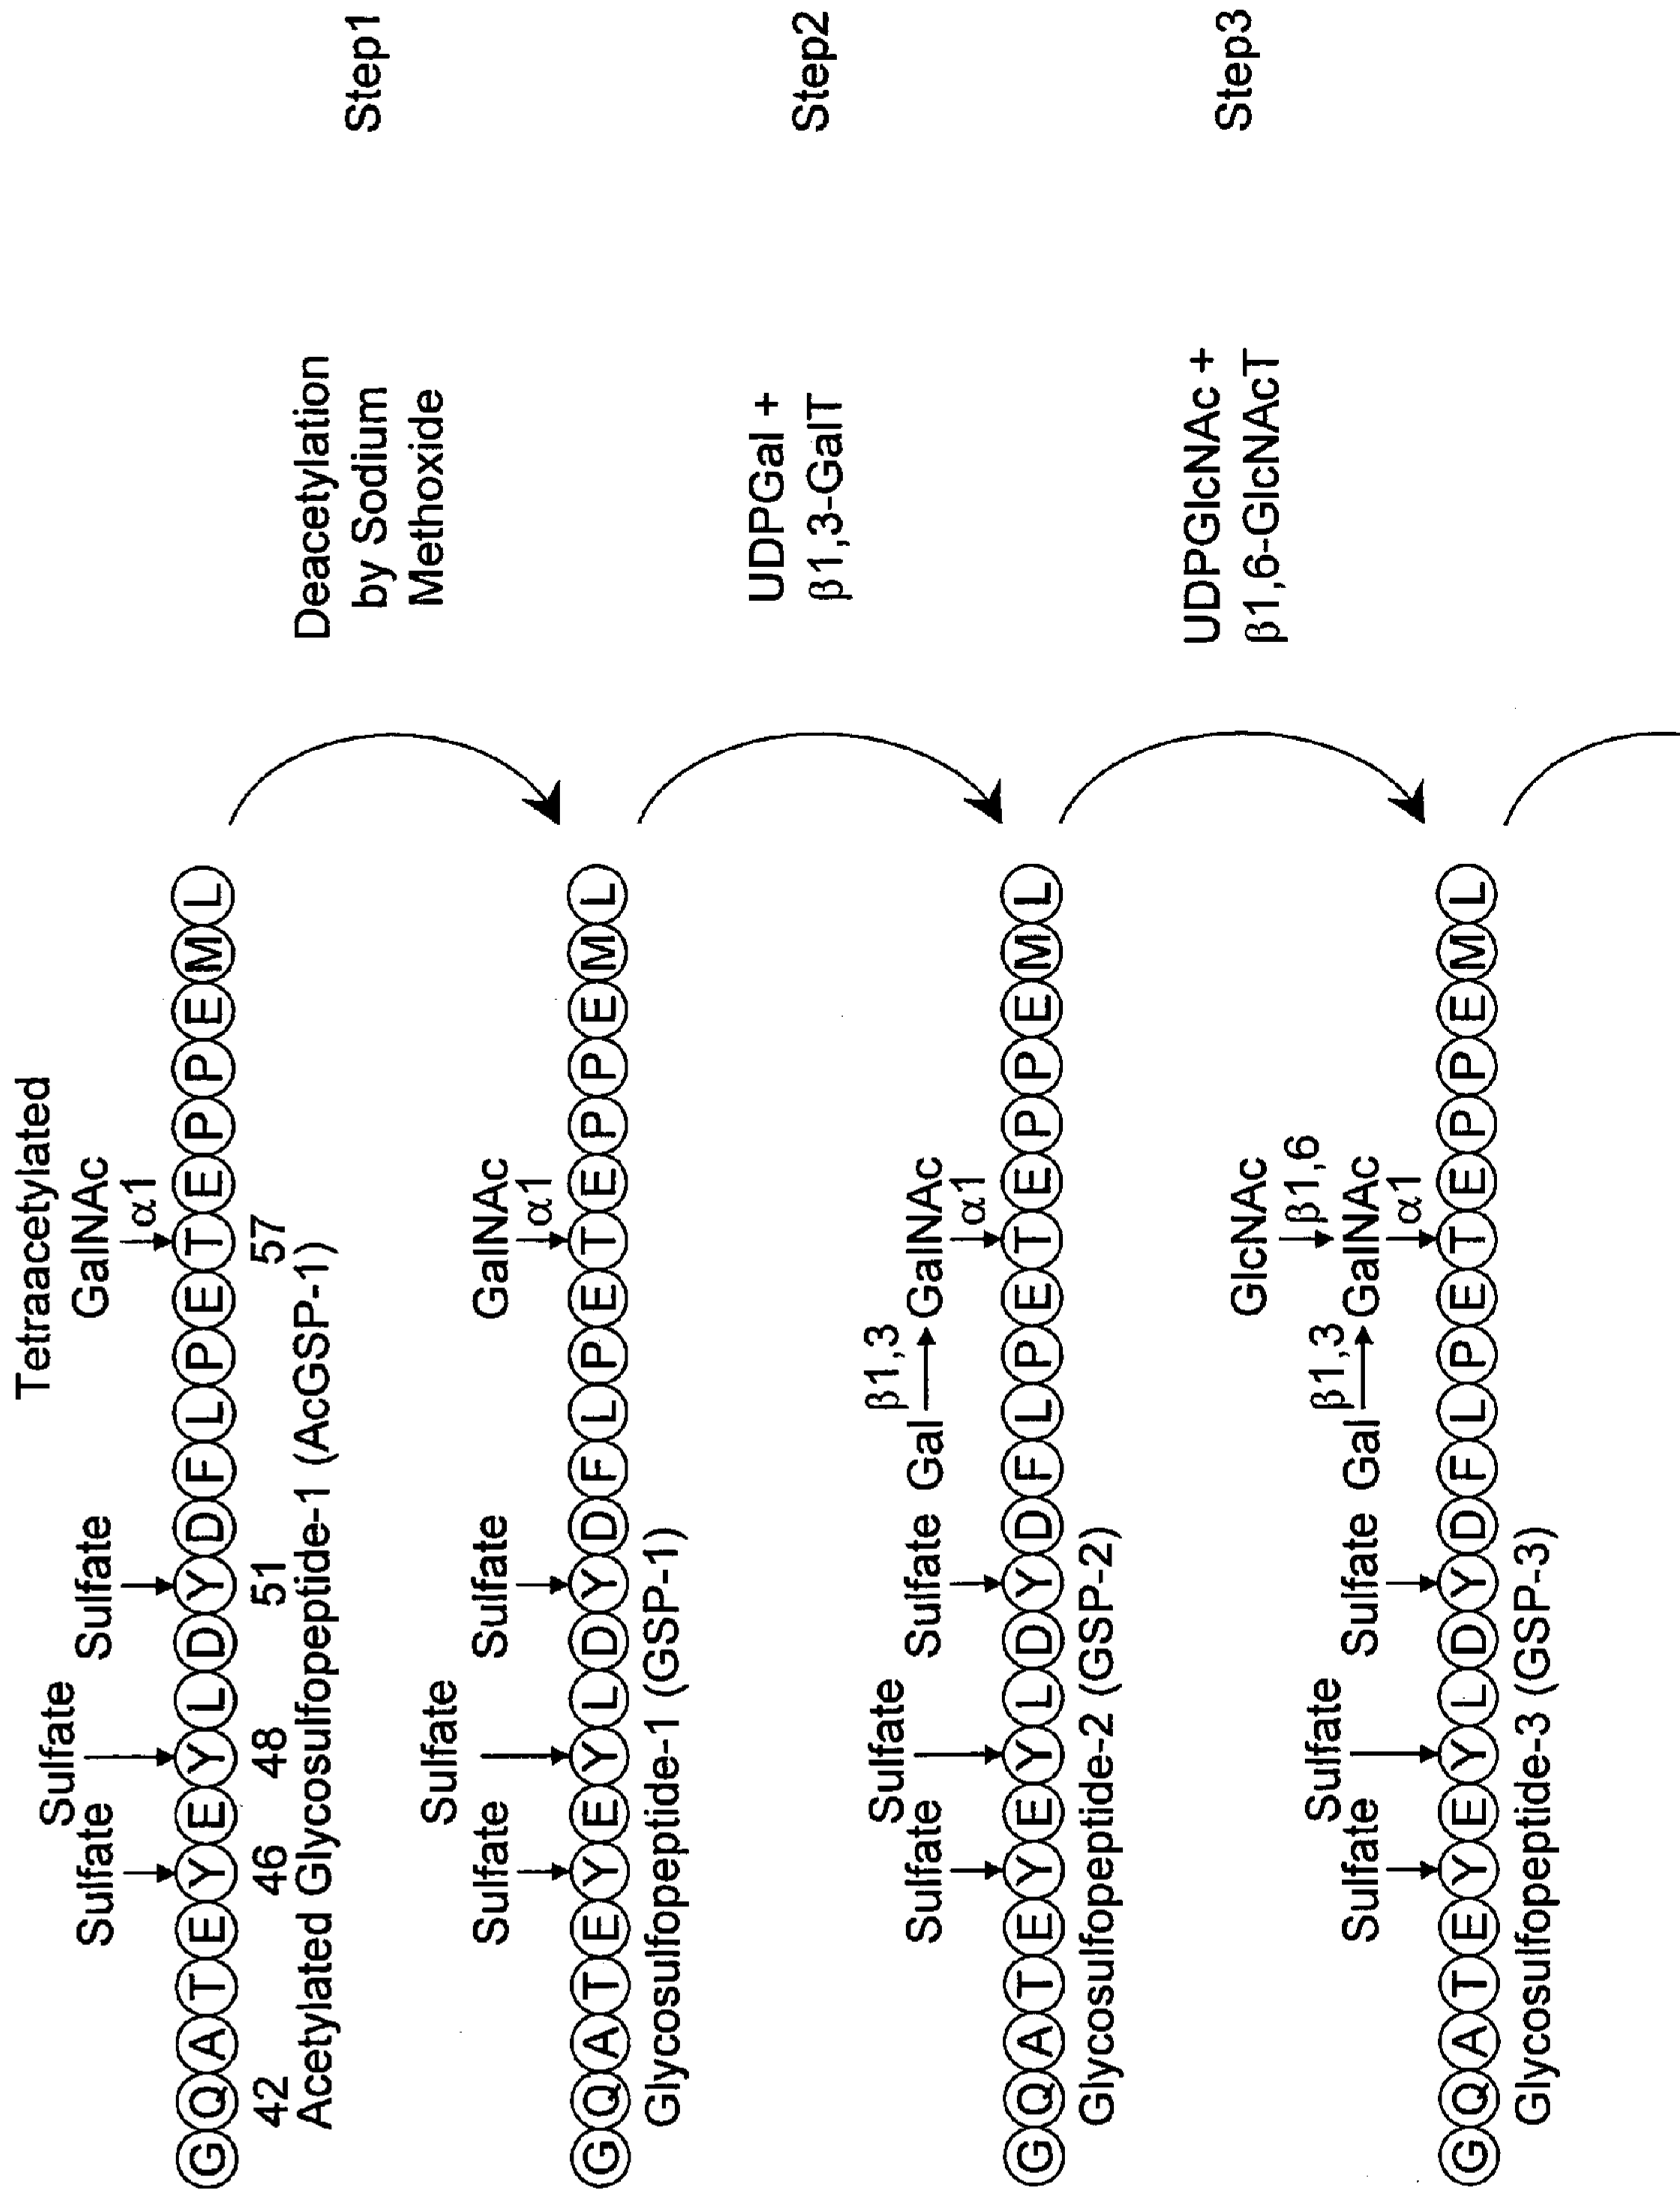 Tetraacetylated
Sulfate
Sulfate Sulfate GalNAc
α1
G Q A T E Y E Y L D Y D F L P E T E P P E M L
42 46 48 51 57
Acetylated Glycosulfopeptide-1 (AcGSP-1)
Deacetylation
by Sodium
Methoxide
Step1
Sulfate
Sulfate Sulfate GalNAc
α1
G Q A T E Y E Y L D Y D F L P E T E P P E M L
Glycosulfopeptide-1 (GSP-1)
UDPGal +
β1,3-GalT
Step2
β1,3
Sulfate
Sulfate Sulfate Gal GalNAc
α1
G Q A T E Y E Y L D Y D F L P E T E P P E M L
Glycosulfopeptide-2 (GSP-2)
UDPGlcNAc +
β1,6-GlcNAcT
Step3
GlcNAc
β1,6
β1,3
Sulfate
Sulfate Sulfate Gal GalNAc
α1
G Q A T E Y E Y L D Y D F L P E T E P P E M L
Glycosulfopeptide-3 (GSP-3)